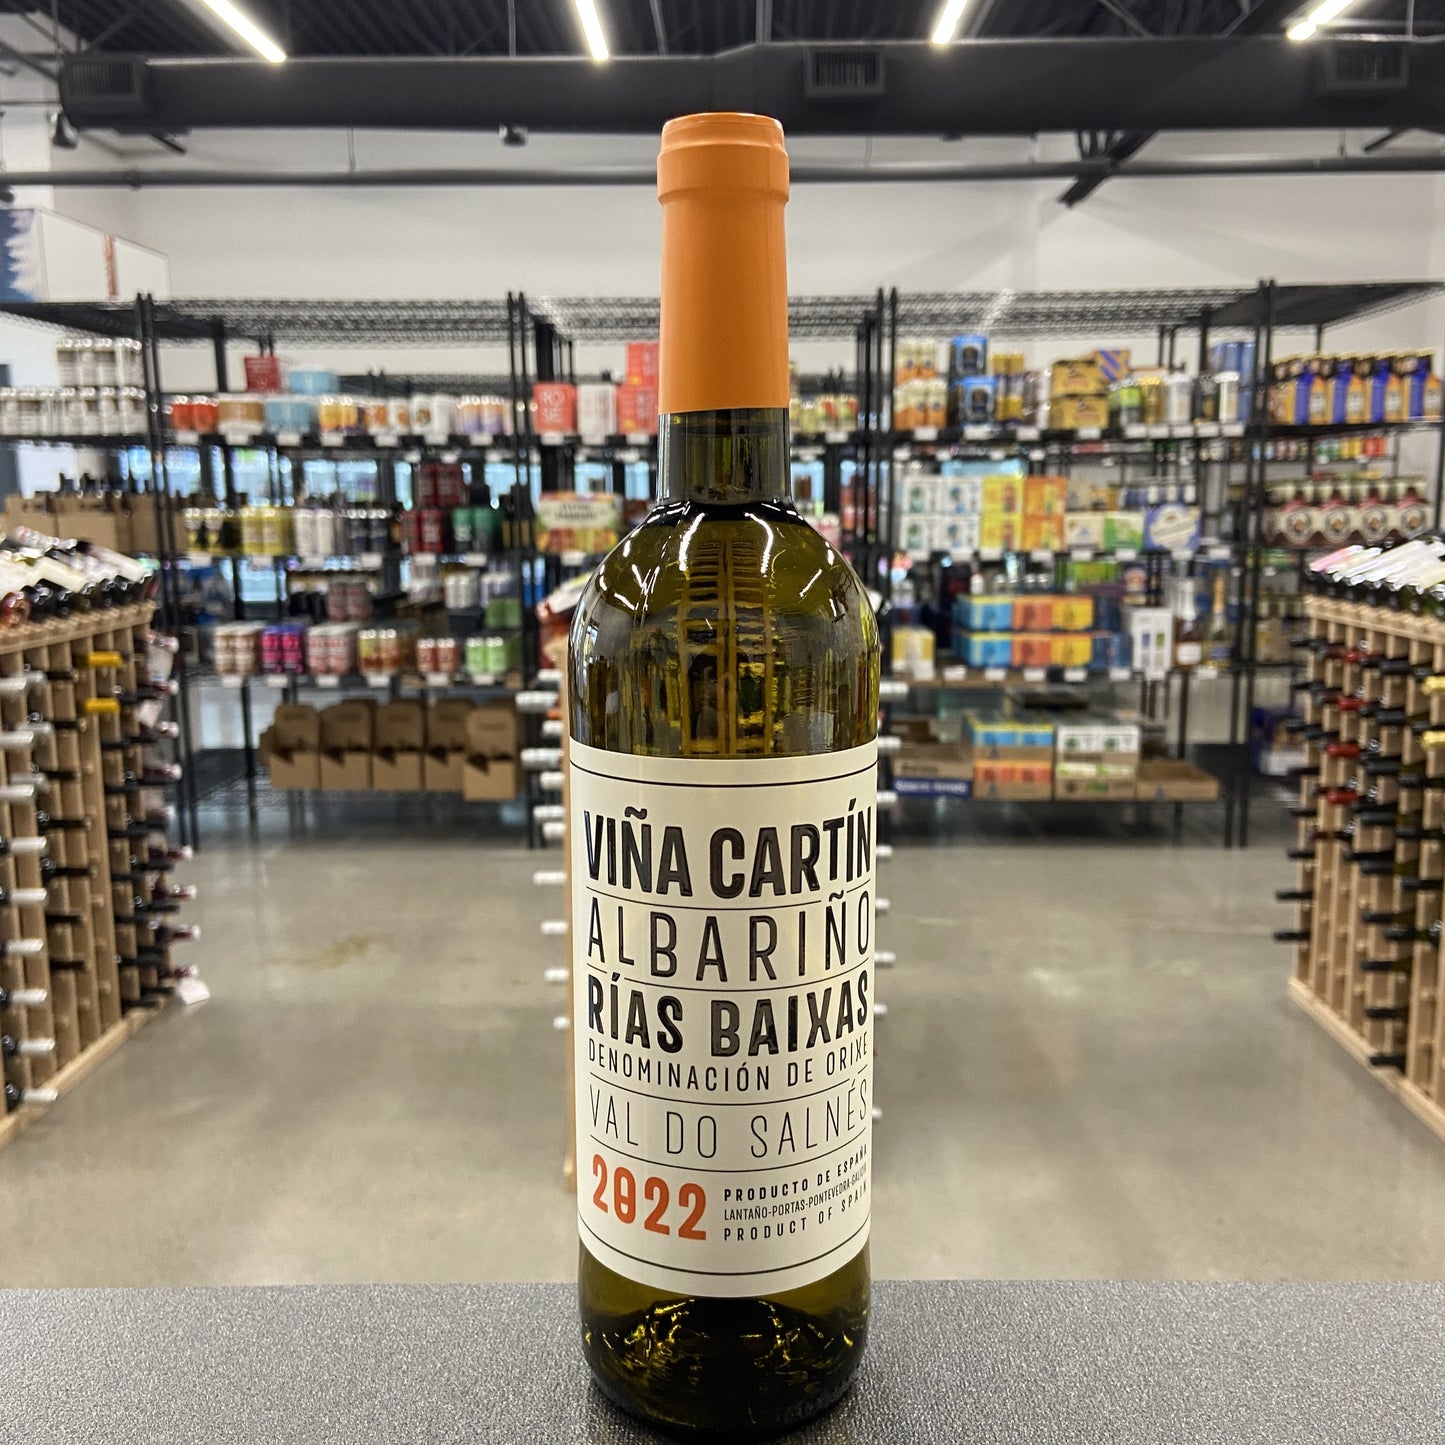 VIÑA CARTÍN
ALBARIÑO
RÍAS BAIXAS
DENOMINACIÓN DE ORIXE
VAL DO SALNÉS
2022
PRODUCTO DE ESPAÑA
LANTAÑO-PORTAS-PONTEVEDRA-GALICIA
PRODUCT OF SPAIN